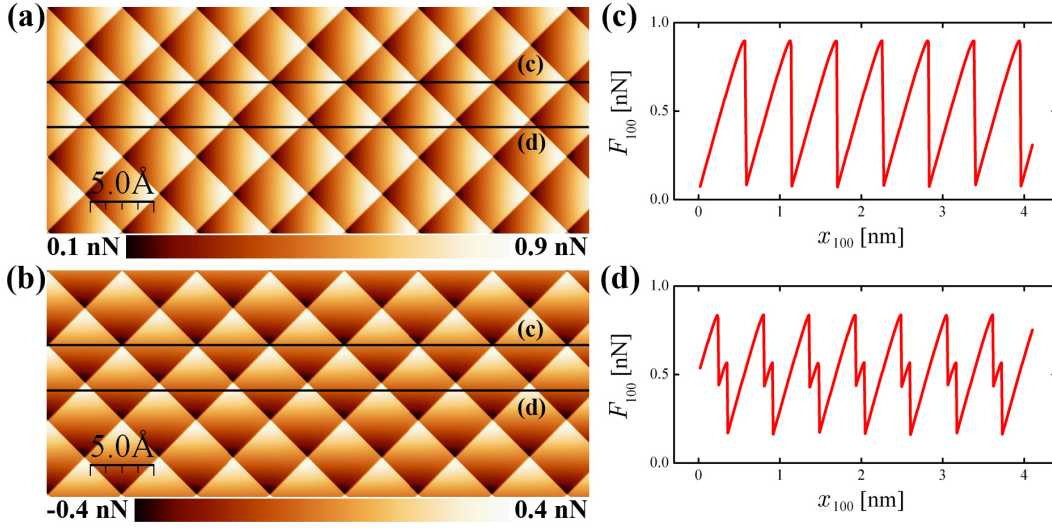 (a)
(c)
(d)
5.0Å
0.1 nN 0.9 nN
(b)
(c)
(d)
5.0Å
-0.4 nN 0.4 nN
(c)
1.0
0.5
0.0
F100 [nN]
0 1 2 3 4
x100 [nm]
(d)
1.0
0.5
0.0
F100 [nN]
0 1 2 3 4
x100 [nm]